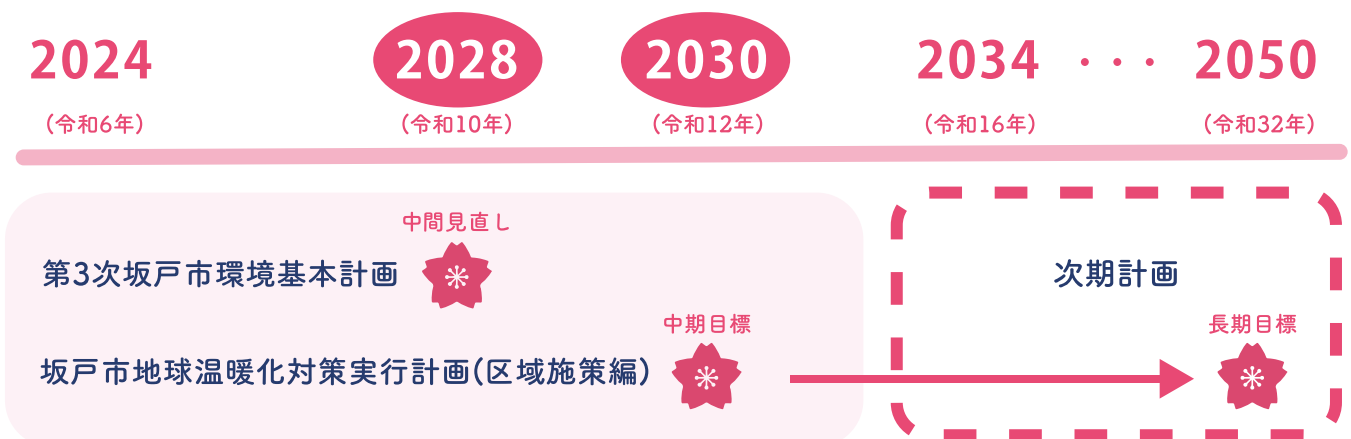 2024 2028 2030 2034 ・・・ 2050
(令和6年) (令和10年) (令和12年) (令和16年) (令和32年)
中間見直し
第3次坂戸市環境基本計画 次期計画
中期目標 長期目標
坂戸市地球温暖化対策実行計画(区域施策編)